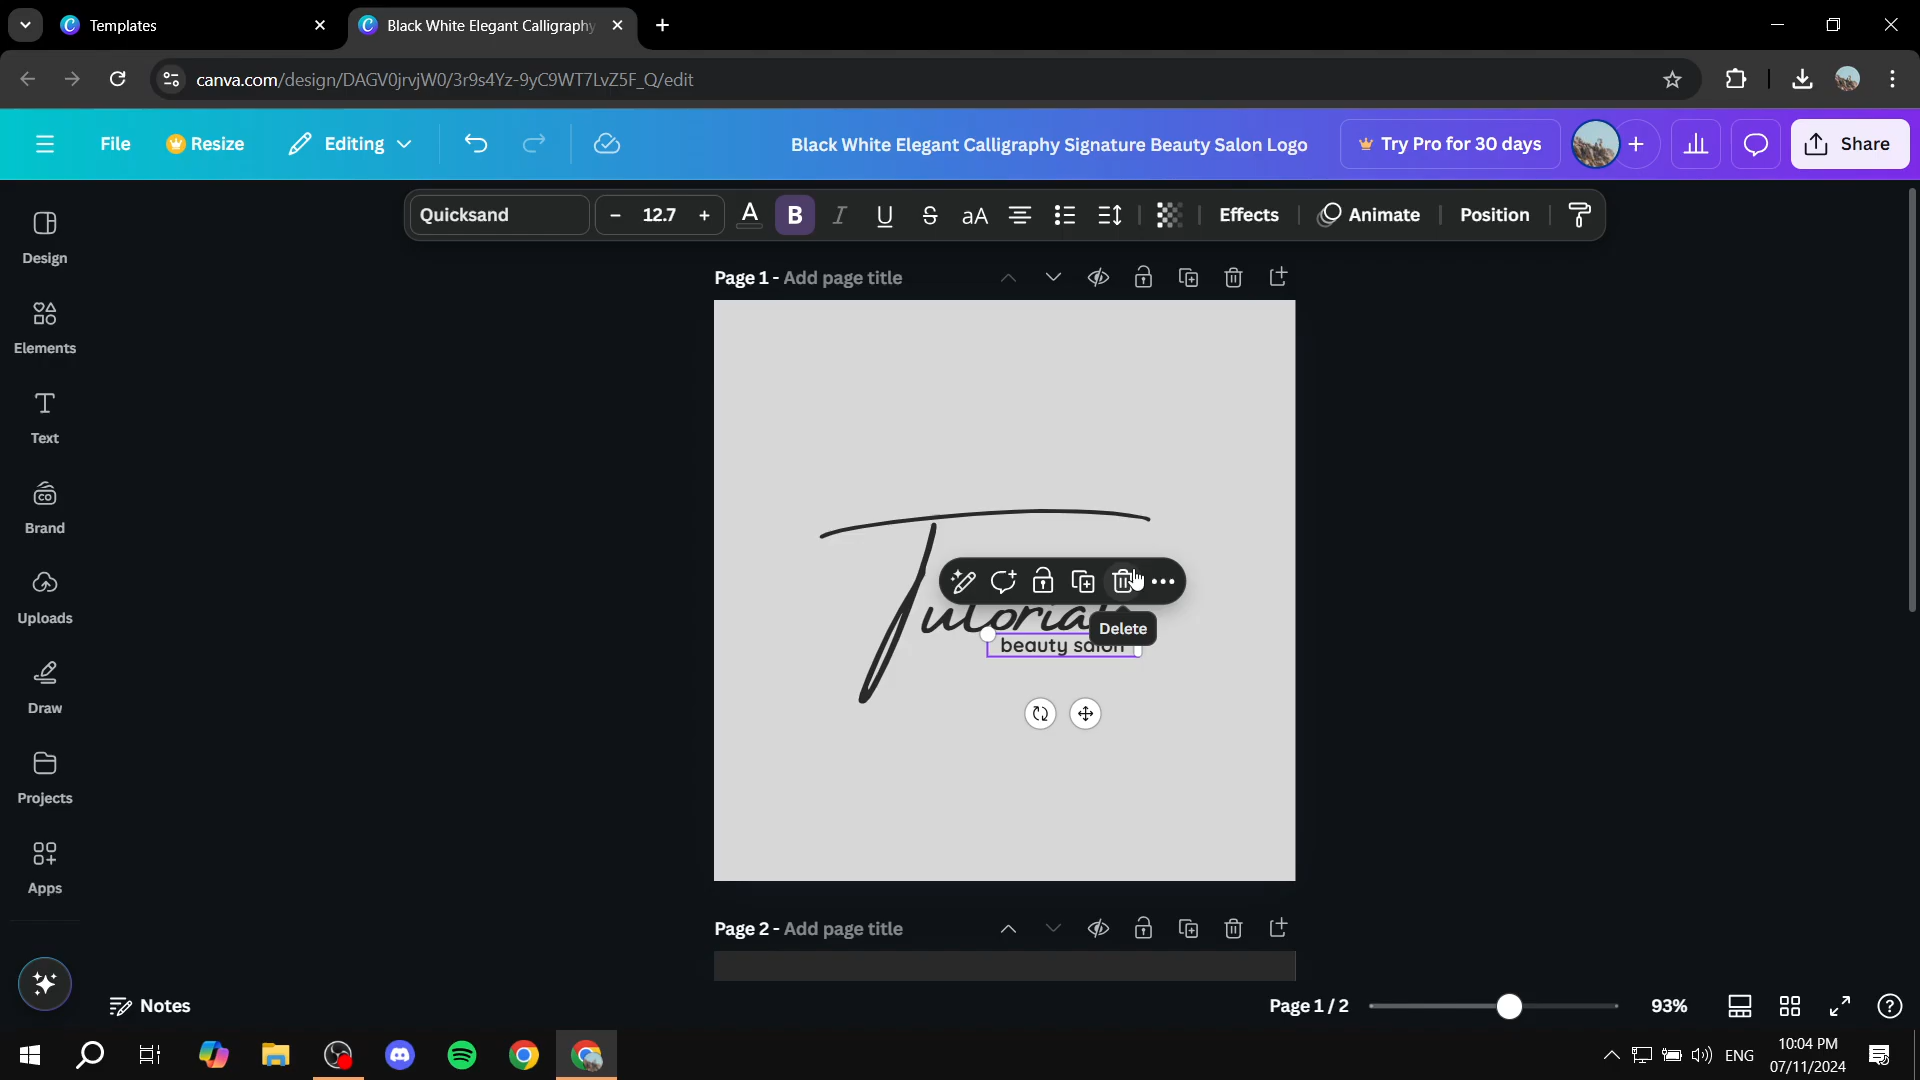 Templates
Black White Elegant Calligraphy
canva.com/design/DAGV0jrvjW0/3r9s4Yz-9yC9WT7LvZ5F_Q/edit
File
Resize
Editing
Black White Elegant Calligraphy Signature Beauty Salon Logo
Try Pro for 30 days
Share
Quicksand
- 12.7 +
A B I U S aA
Effects
Animate
Position
Design
Elements
Text
Brand
Uploads
Draw
Projects
Apps
Page 1 - Add page title
Delete
beauty salon
Page 2 - Add page title
Notes
Page 1 / 2
93%
ENG
10:04 PM
07/11/2024